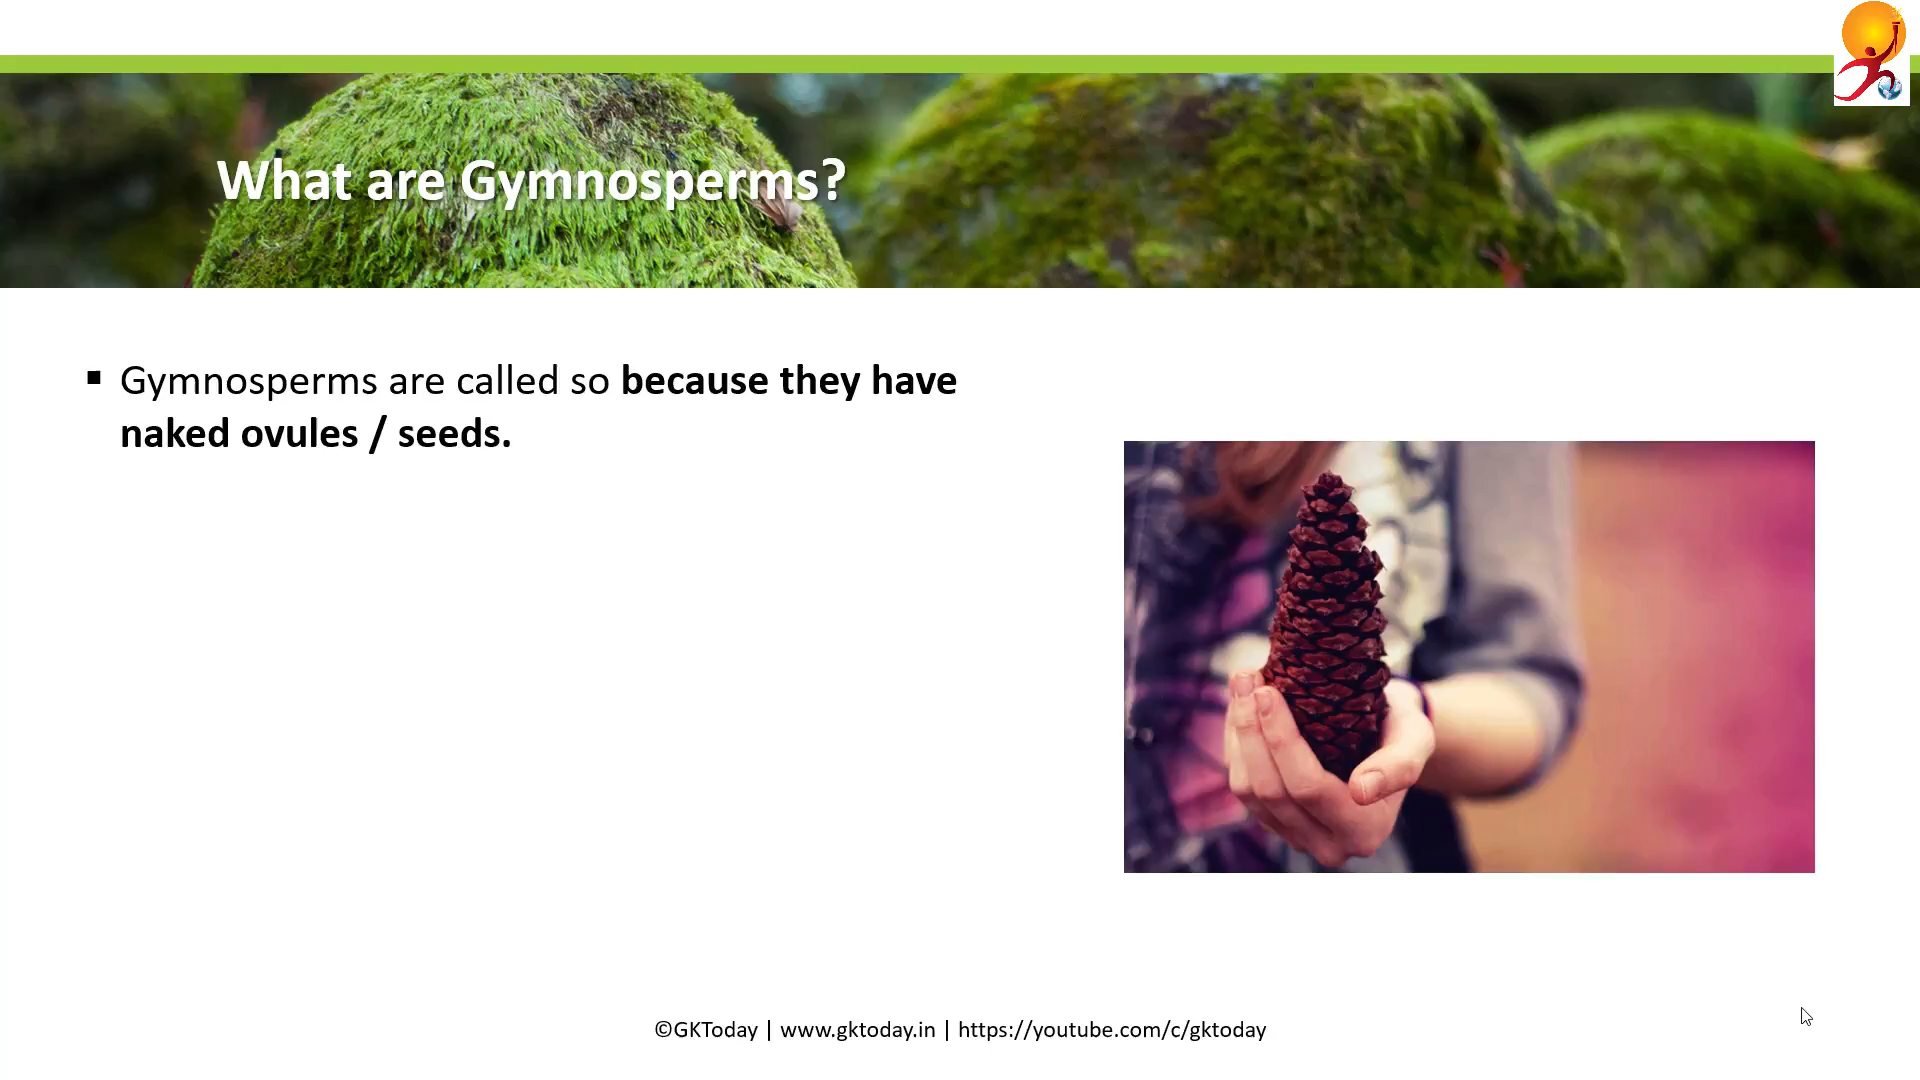 What are Gymnosperms?
▪ Gymnosperms are called so because they have
naked ovules / seeds.
©GKToday | www.gktoday.in | https://youtube.com/c/gktoday